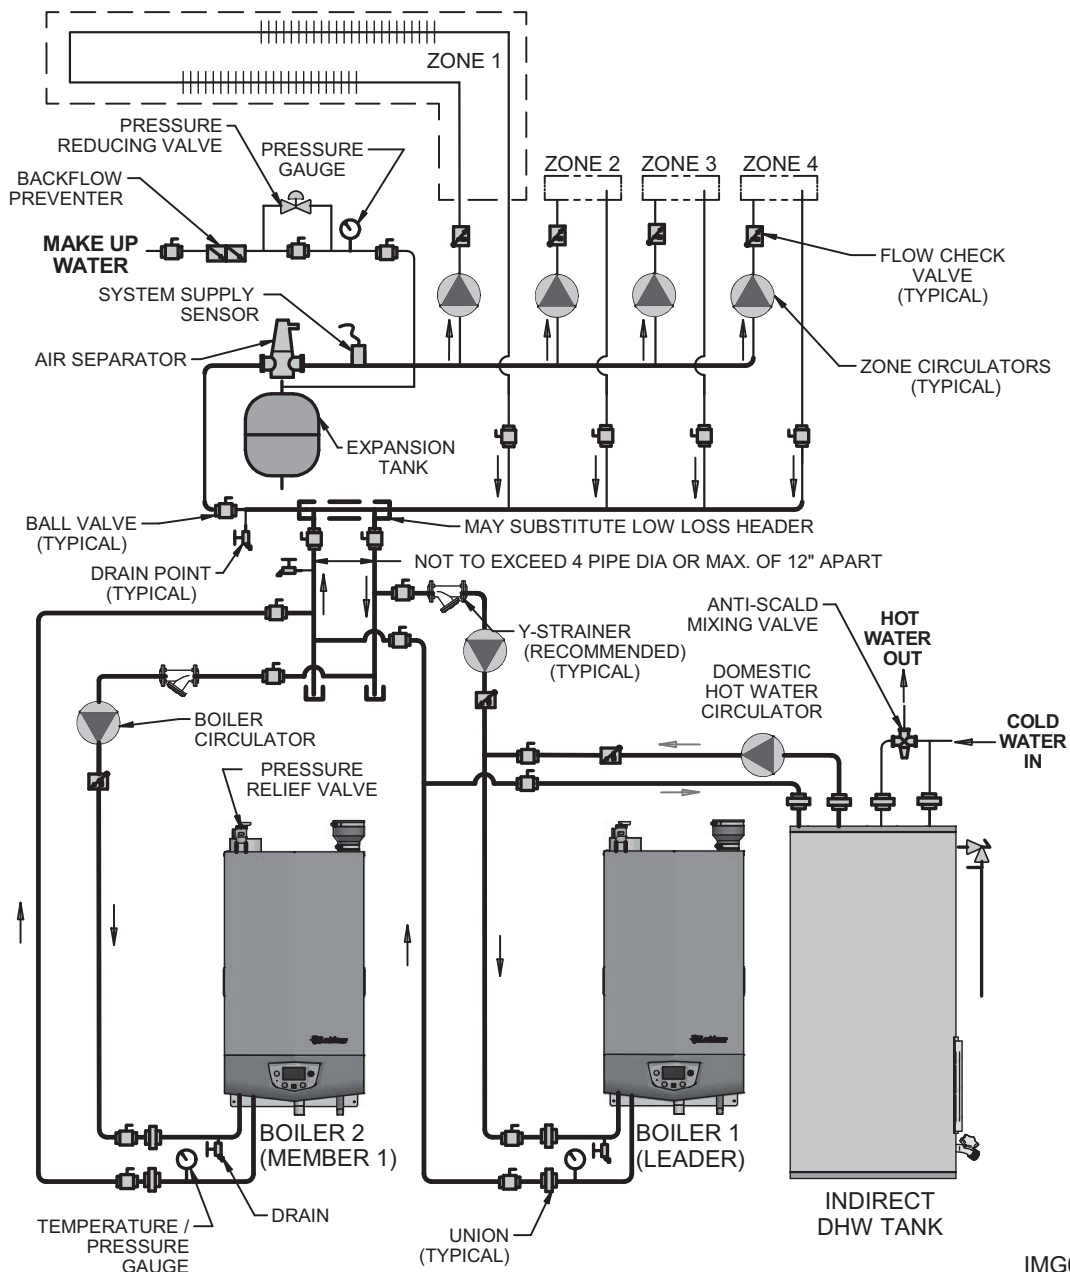 ZONE 1
PRESSURE
REDUCING VALVE
PRESSURE
GAUGE
BACKFLOW
PREVENTER
ZONE 2
ZONE 3
ZONE 4
MAKE UP
WATER
FLOW CHECK
VALVE
(TYPICAL)
SYSTEM SUPPLY
SENSOR
AIR SEPARATOR
ZONE CIRCULATORS
(TYPICAL)
EXPANSION
TANK
BALL VALVE
(TYPICAL)
MAY SUBSTITUTE LOW LOSS HEADER
DRAIN POINT
(TYPICAL)
NOT TO EXCEED 4 PIPE DIA OR MAX. OF 12" APART
ANTI-SCALD
MIXING VALVE
HOT
WATER
OUT
Y-STRAINER
(RECOMMENDED)
(TYPICAL)
DOMESTIC
HOT WATER
CIRCULATOR
BOILER
CIRCULATOR
COLD
WATER
IN
PRESSURE
RELIEF VALVE
BOILER 2
(MEMBER 1)
BOILER 1
(LEADER)
INDIRECT
DHW TANK
DRAIN
TEMPERATURE /
PRESSURE
GAUGE
UNION
(TYPICAL)